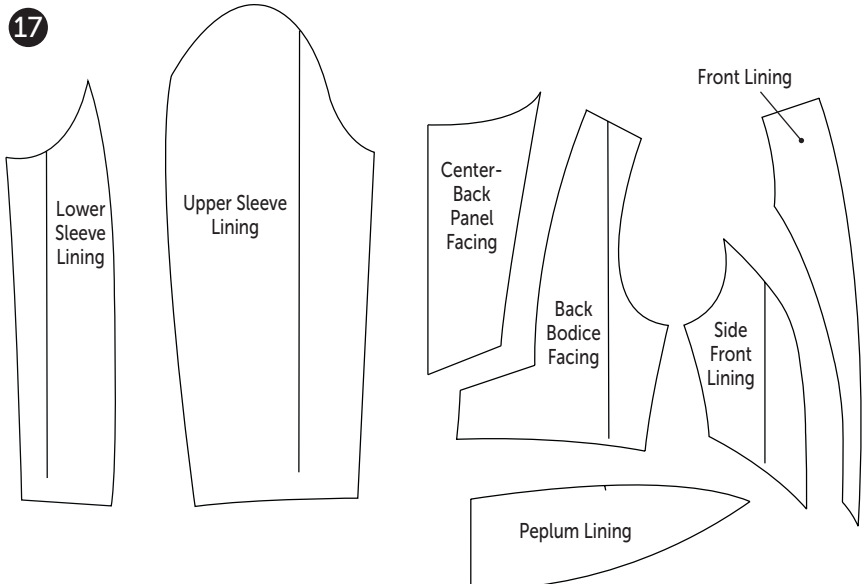 17
Front Lining
Center-
Back
Panel
Facing
Lower
Sleeve
Lining
Upper Sleeve
Lining
Back
Bodice
Facing
Side
Front
Lining
Peplum Lining